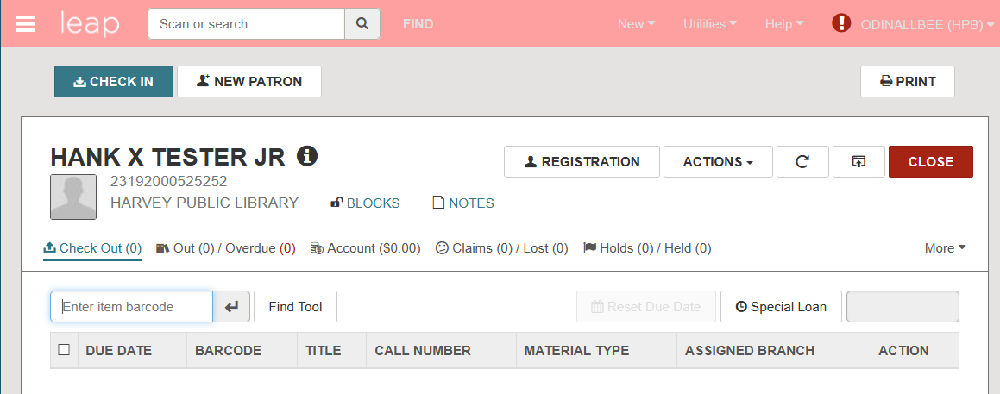 leap Scan or search FIND New Utilities Help ODINALLBEE (HPB)
CHECK IN NEW PATRON PRINT
HANK X TESTER JR
REGISTRATION ACTIONS CLOSE
23192000525252
HARVEY PUBLIC LIBRARY BLOCKS NOTES
Check Out (0) Out (0) / Overdue (0) Account ($0.00) Claims (0) / Lost (0) Holds (0) / Held (0) More
Enter item barcode Find Tool Reset Due Date Special Loan
DUE DATE BARCODE TITLE CALL NUMBER MATERIAL TYPE ASSIGNED BRANCH ACTION